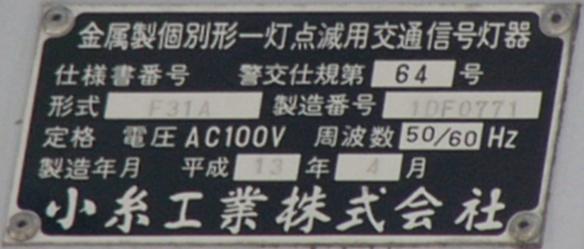 金属製個別形一灯点滅用交通信号灯器
仕様書番号 警交仕規第 64 号
形式 F31A 製造番号 1DF0771
定格 電圧 AC100V 周波数 50/60 Hz
製造年月 平成 13 年 4 月
小糸工業株式会社